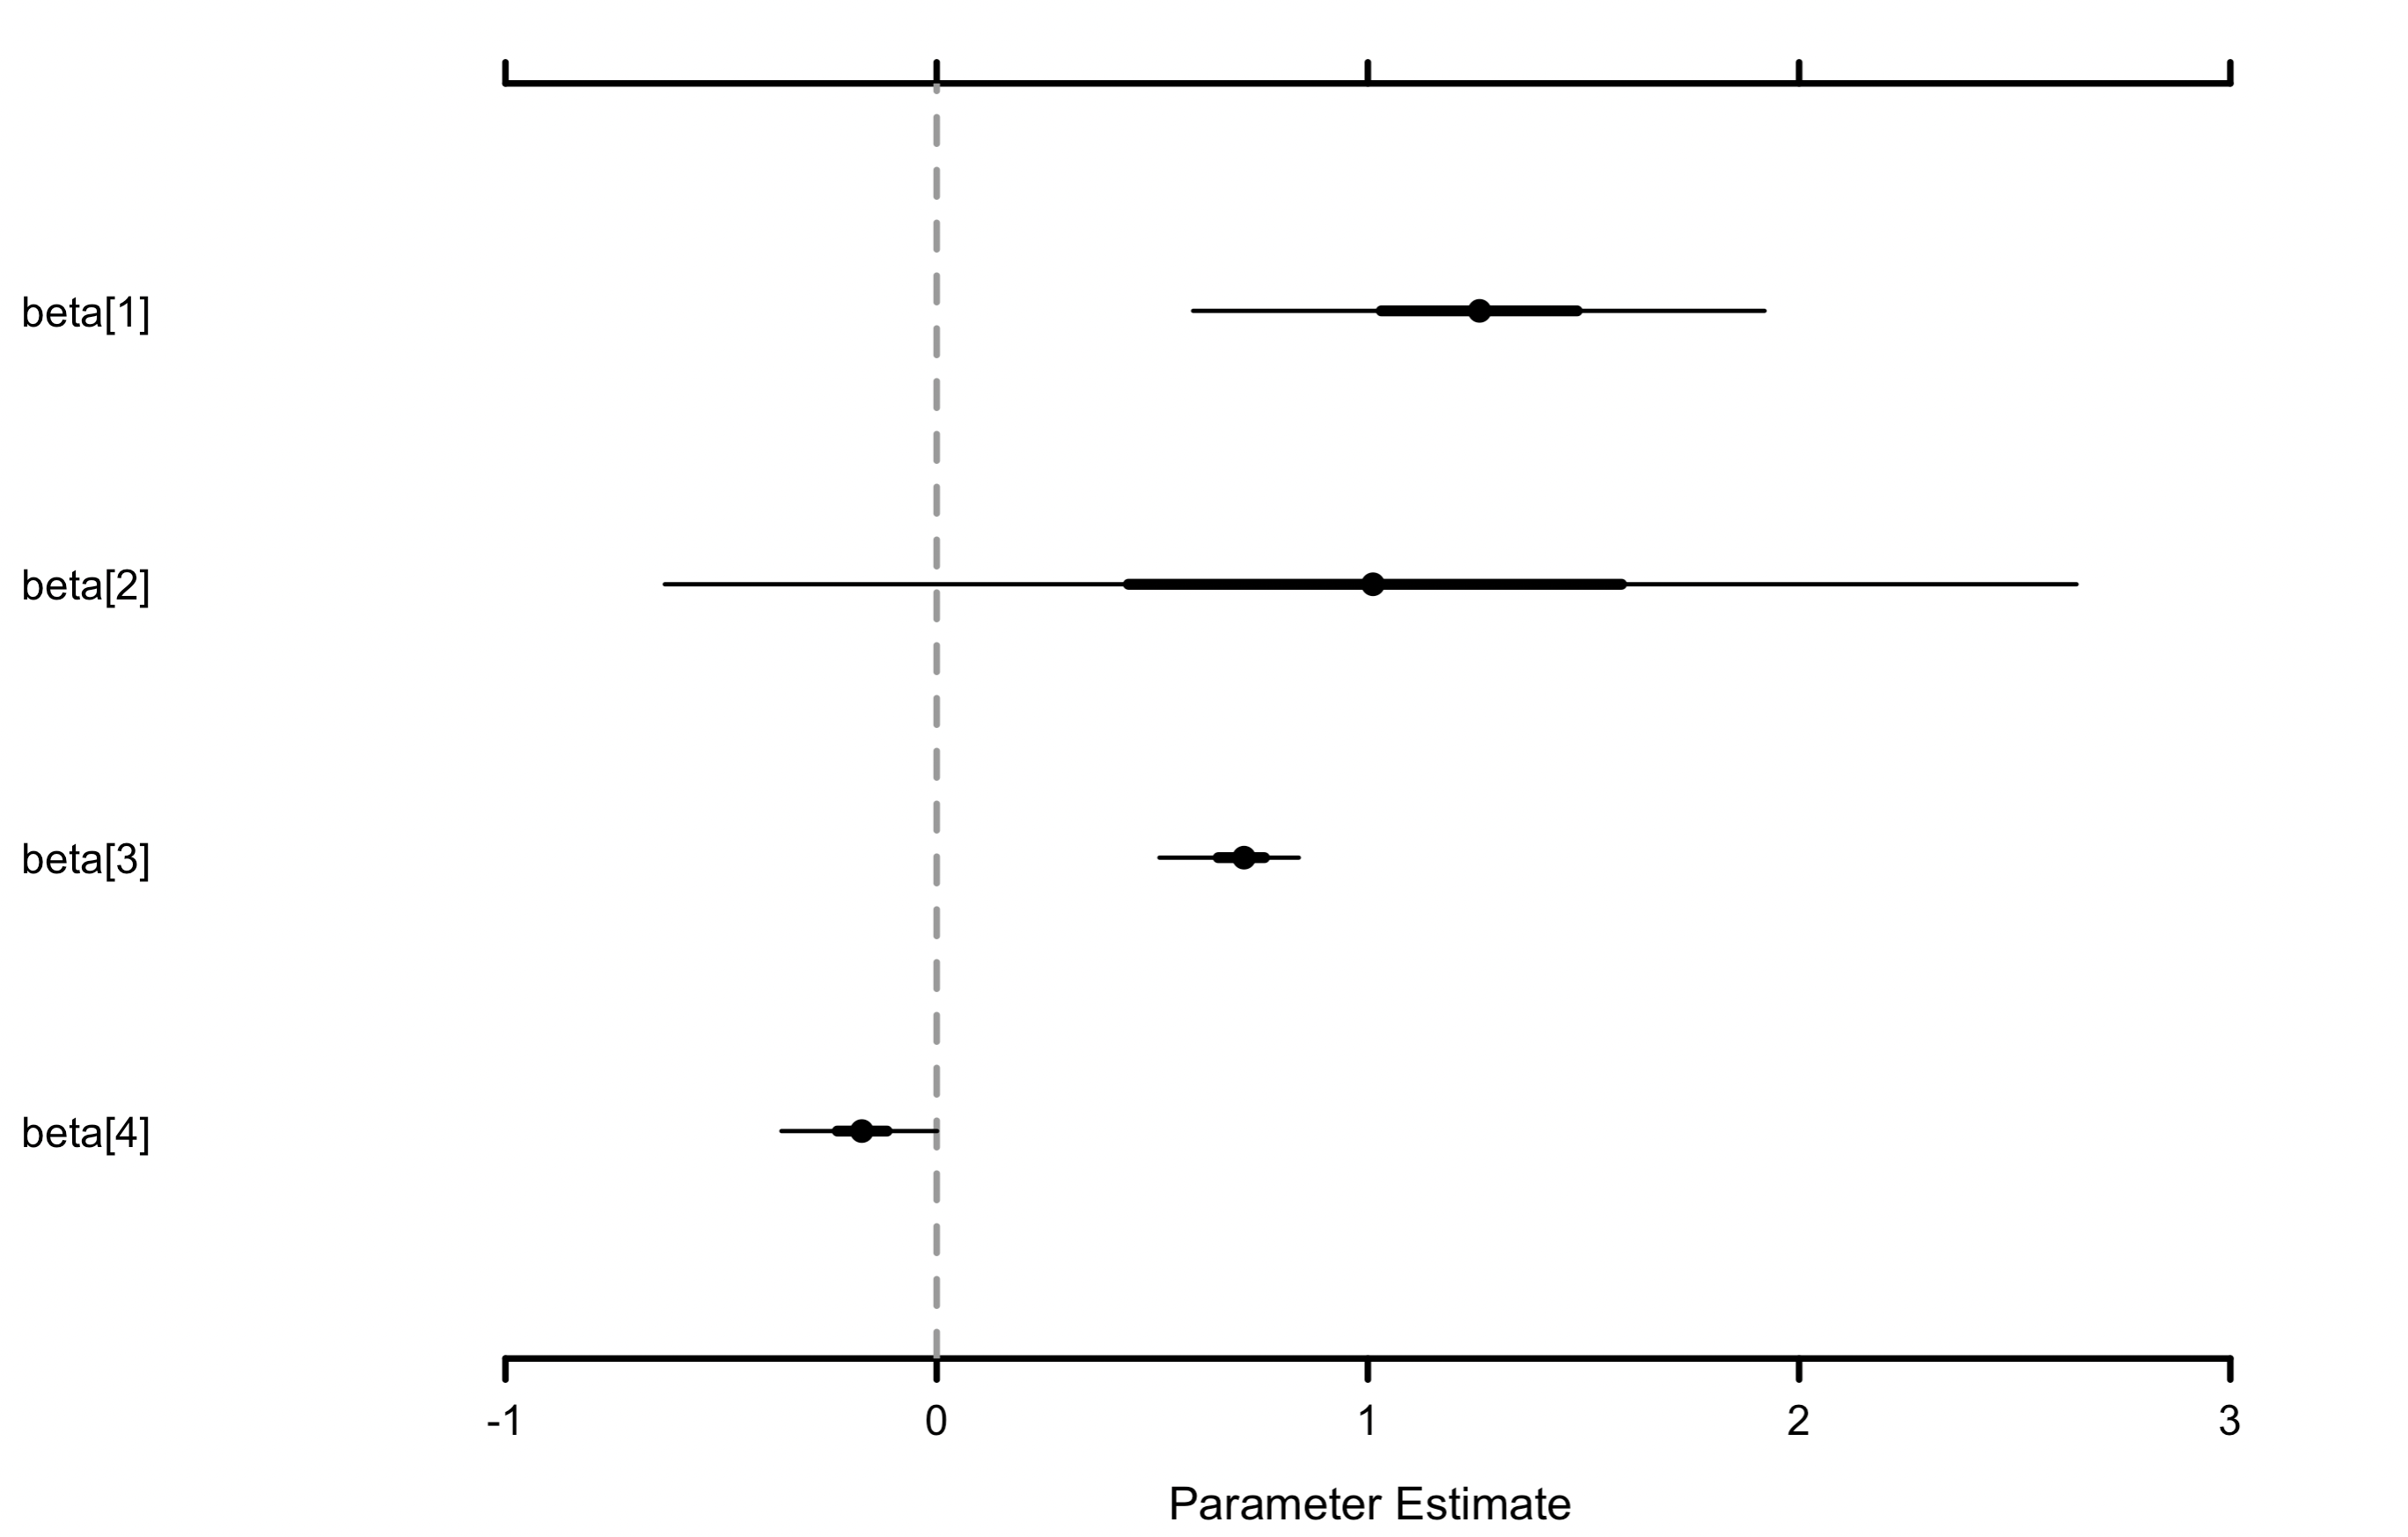 beta[1]
beta[2]
beta[3]
beta[4]
-1 0 1 2 3
Parameter Estimate